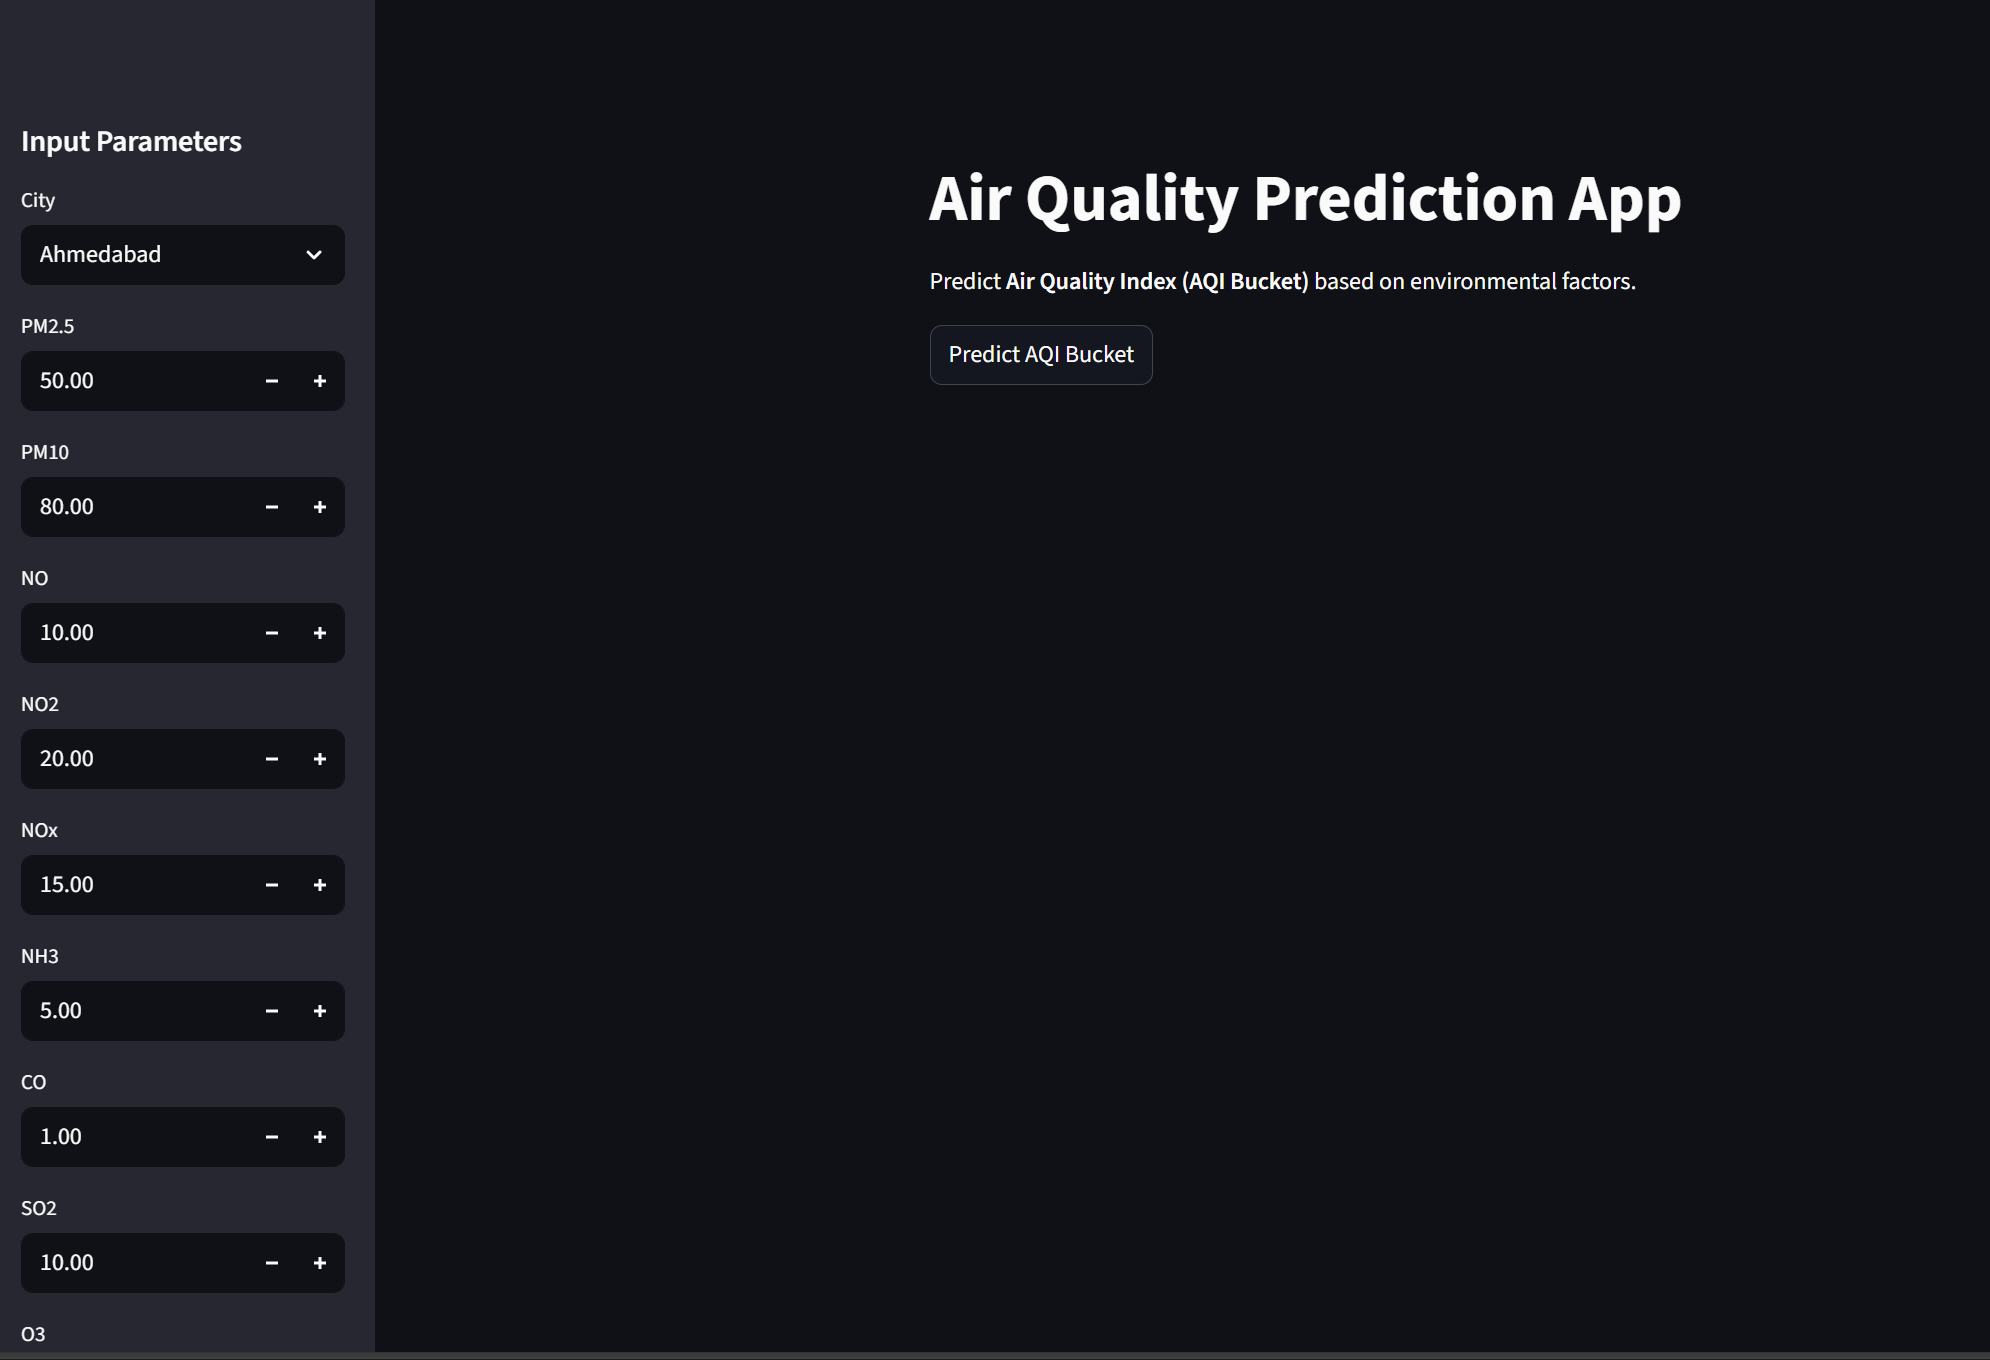 Input Parameters
City
Ahmedabad
PM2.5
50.00
PM10
80.00
NO
10.00
NO2
20.00
NOx
15.00
NH3
5.00
CO
1.00
SO2
10.00
O3
Air Quality Prediction App
Predict Air Quality Index (AQI Bucket) based on environmental factors.
Predict AQI Bucket